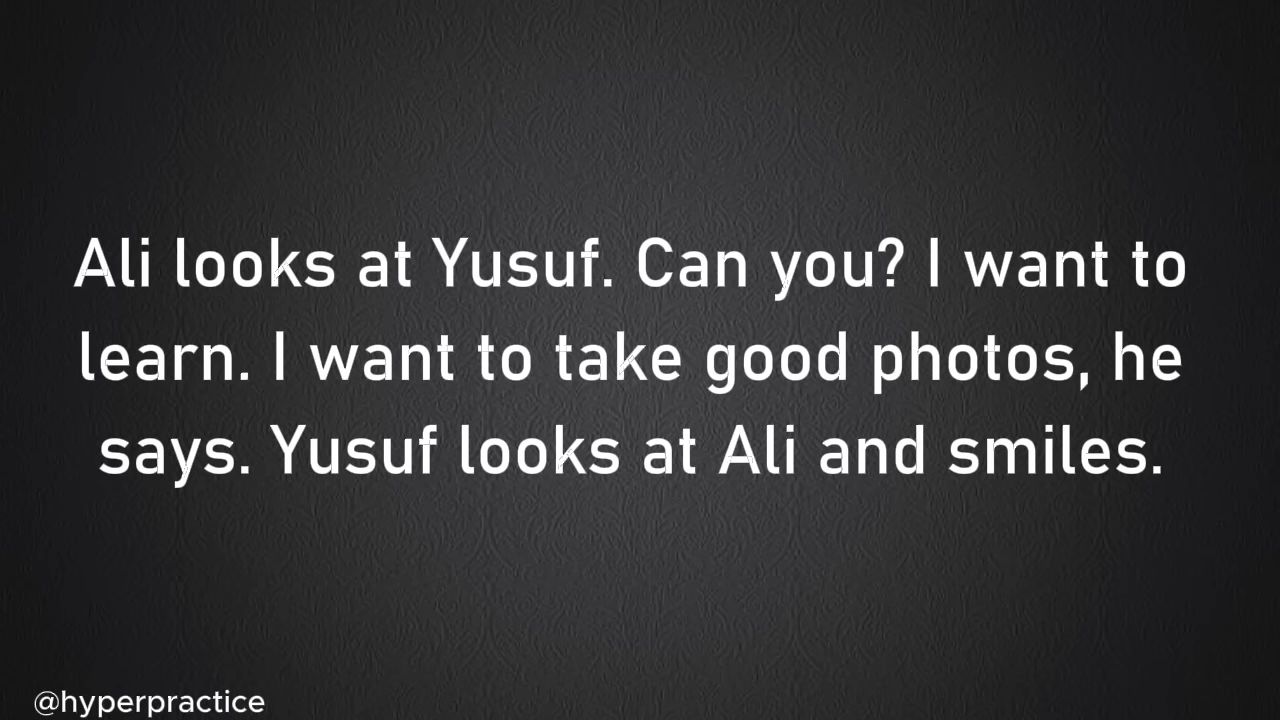 Ali looks at Yusuf. Can you? I want to
learn. I want to take good photos, he
says. Yusuf looks at Ali and smiles.
@hyperpractice